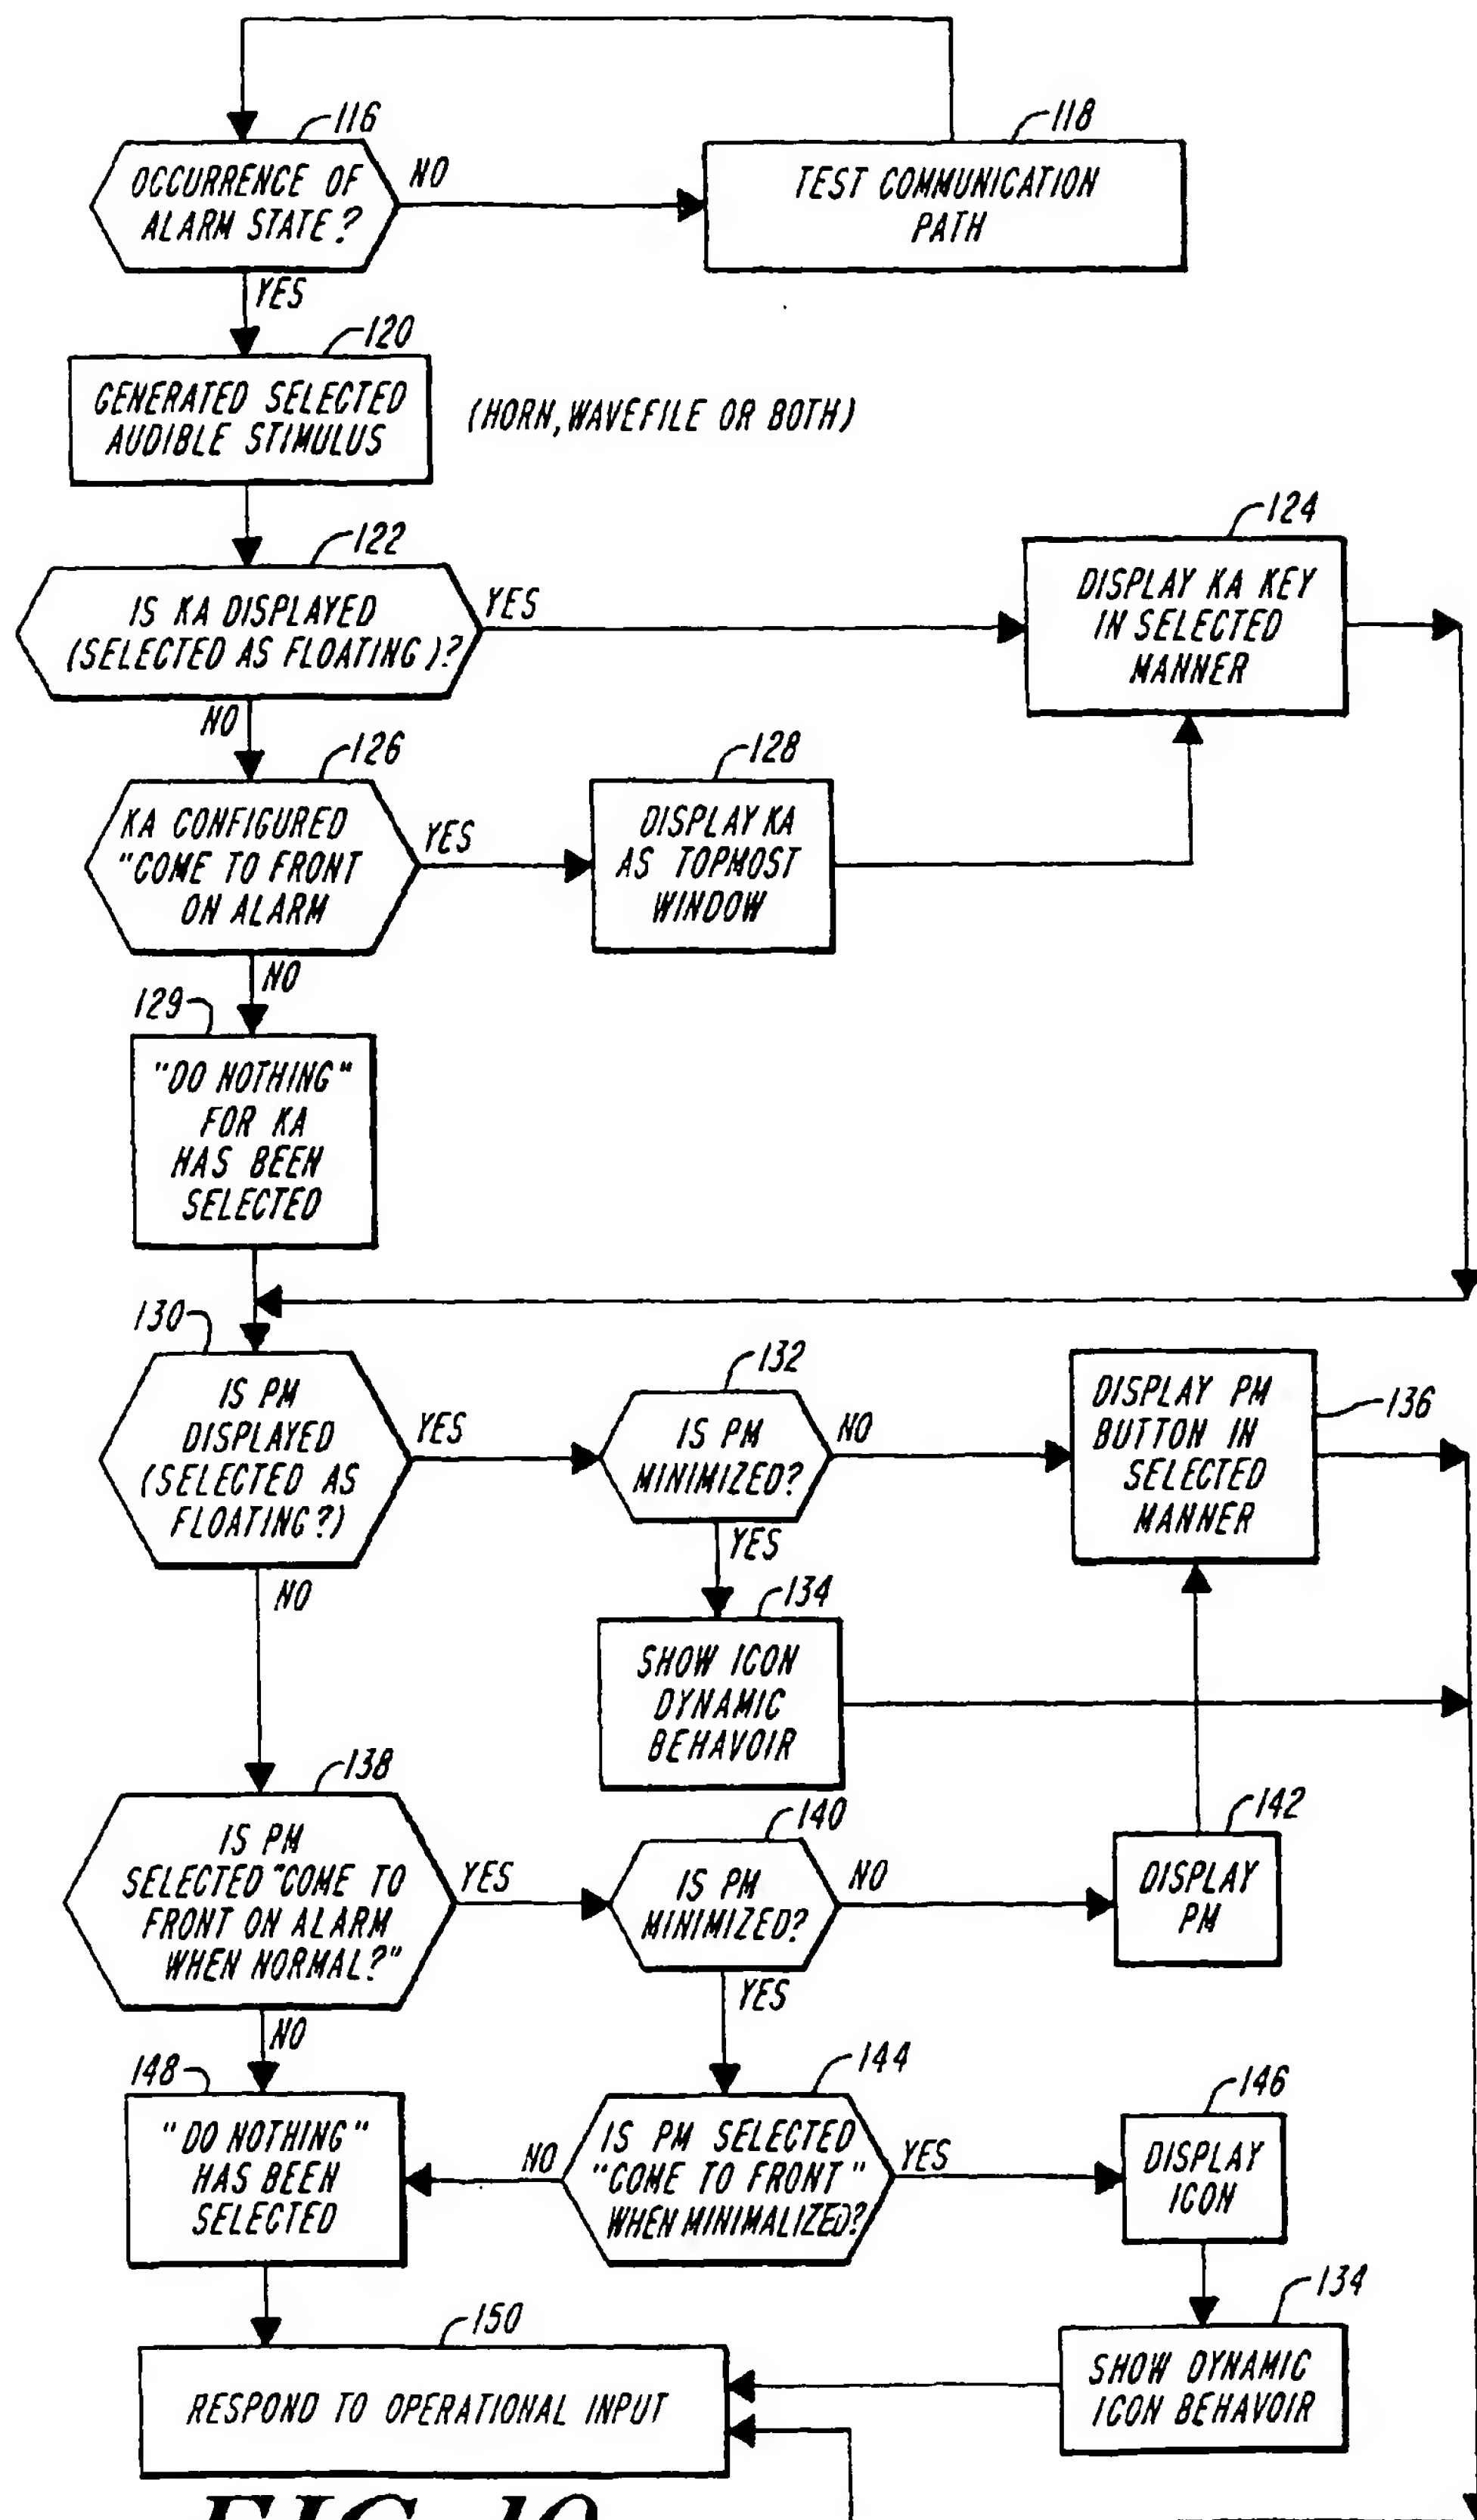 116
OCCURRENCE OF
ALARM STATE?
NO
118
TEST COMMUNICATION
PATH
YES
120
GENERATED SELECTED
AUDIBLE STIMULUS
(HORN, WAVEFILE OR BOTH)
122
IS KA DISPLAYED
(SELECTED AS FLOATING)?
YES
124
DISPLAY KA KEY
IN SELECTED
MANNER
NO
126
KA CONFIGURED
"COME TO FRONT
ON ALARM
YES
128
DISPLAY KA
AS TOPMOST
WINDOW
NO
129
"DO NOTHING"
FOR KA
HAS BEEN
SELECTED
130
IS PM
DISPLAYED
(SELECTED AS
FLOATING?)
YES
132
IS PM
MINIMIZED?
NO
DISPLAY PM
BUTTON IN
SELECTED
MANNER
136
YES
134
SHOW ICON
DYNAMIC
BEHAVOIR
NO
138
IS PM
SELECTED "COME TO
FRONT ON ALARM
WHEN NORMAL?"
YES
140
IS PM
MINIMIZED?
NO
142
DISPLAY
PM
YES
NO
148
"DO NOTHING"
HAS BEEN
SELECTED
NO
144
IS PM SELECTED
"COME TO FRONT"
WHEN MINIMALIZED?
YES
146
DISPLAY
ICON
134
SHOW DYNAMIC
ICON BEHAVOIR
150
RESPOND TO OPERATIONAL INPUT